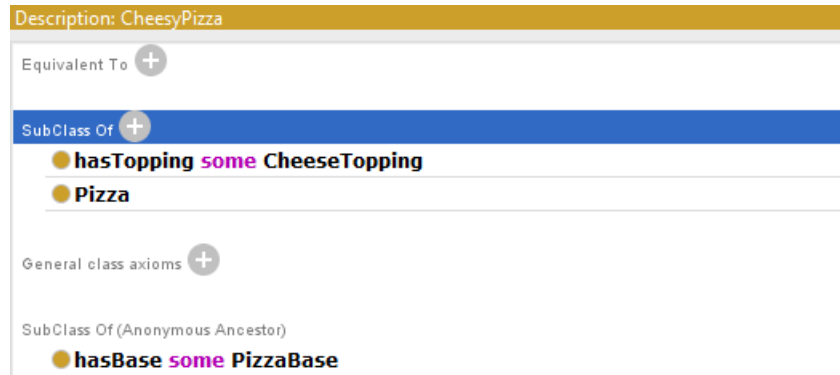 Description: CheesyPizza
Equivalent To
SubClass Of
hasTopping some CheeseTopping
Pizza
General class axioms
SubClass Of (Anonymous Ancestor)
hasBase some PizzaBase